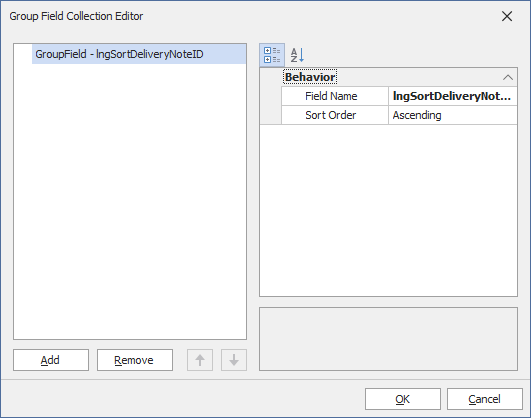 Group Field Collection Editor
GroupField - lngSortDeliveryNoteID
Behavior
Field Name lngSortDeliveryNot...
Sort Order Ascending
Add Remove
OK Cancel